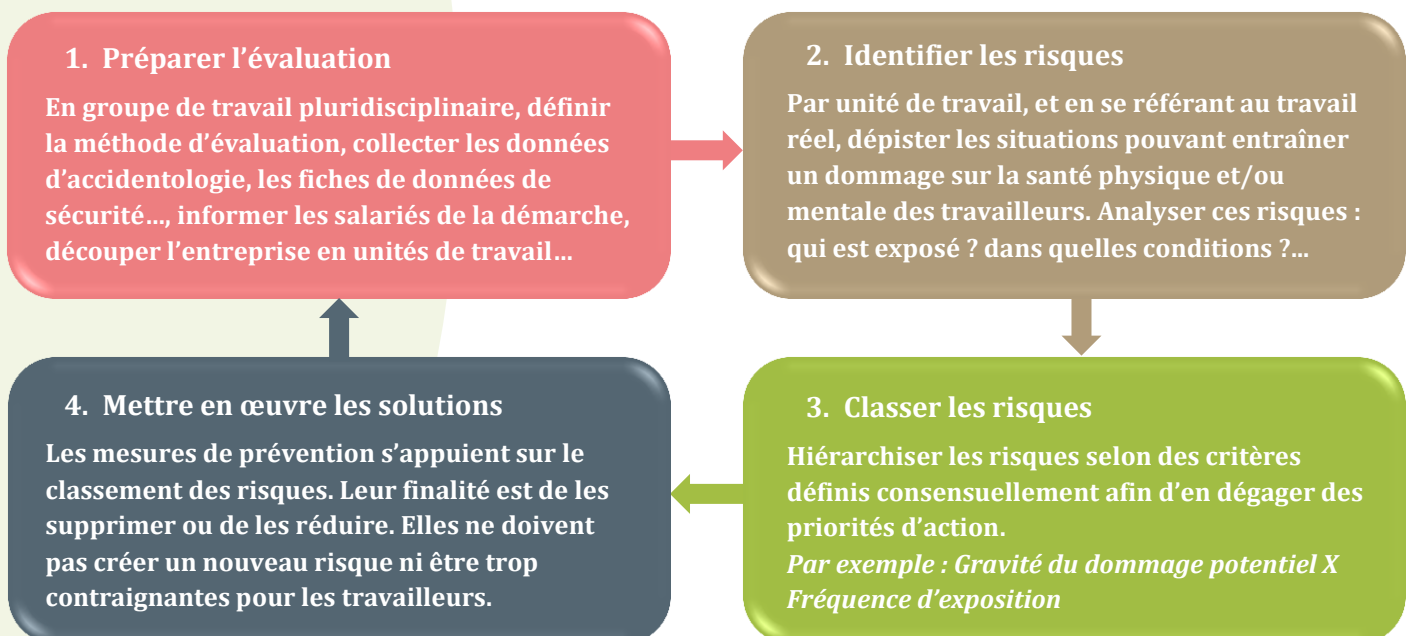 1. Préparer l’évaluation
En groupe de travail pluridisciplinaire, définir
la méthode d’évaluation, collecter les données
d’accidentologie, les fiches de données de
sécurité…, informer les salariés de la démarche,
découper l’entreprise en unités de travail…
2. Identifier les risques
Par unité de travail, et en se référant au travail
réel, dépister les situations pouvant entraîner
un dommage sur la santé physique et/ou
mentale des travailleurs. Analyser ces risques :
qui est exposé ? dans quelles conditions ?...
3. Classer les risques
Hiérarchiser les risques selon des critères
définis consensuellement afin d’en dégager des
priorités d’action.
Par exemple : Gravité du dommage potentiel X
Fréquence d’exposition
4. Mettre en œuvre les solutions
Les mesures de prévention s’appuient sur le
classement des risques. Leur finalité est de les
supprimer ou de les réduire. Elles ne doivent
pas créer un nouveau risque ni être trop
contraignantes pour les travailleurs.